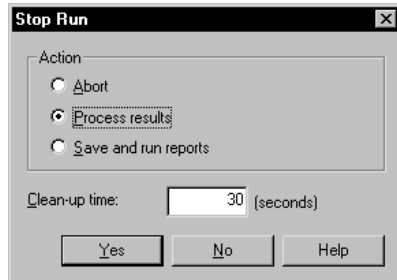 Stop Run
Action
Abort
Process results
Save and run reports
Clean-up time: 30 (seconds)
Yes No Help